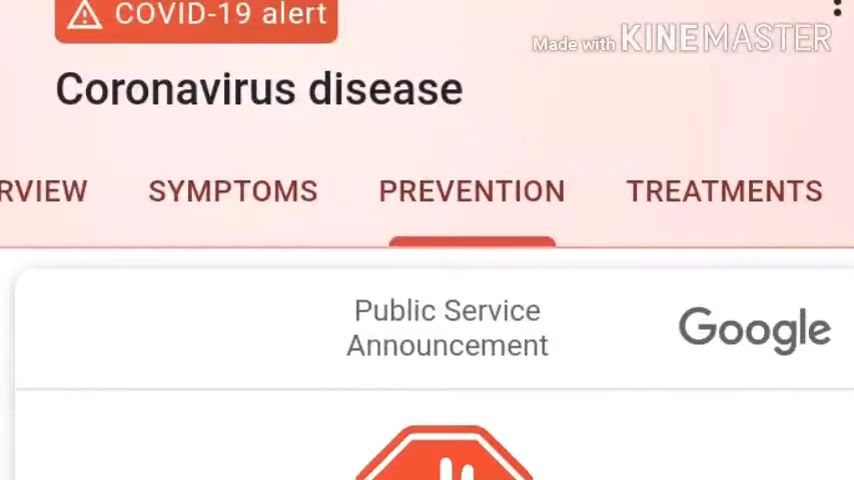 COVID-19 alert
Made with KINEMASTER
Coronavirus disease
RVIEW SYMPTOMS PREVENTION TREATMENTS
Public Service
Announcement
Google